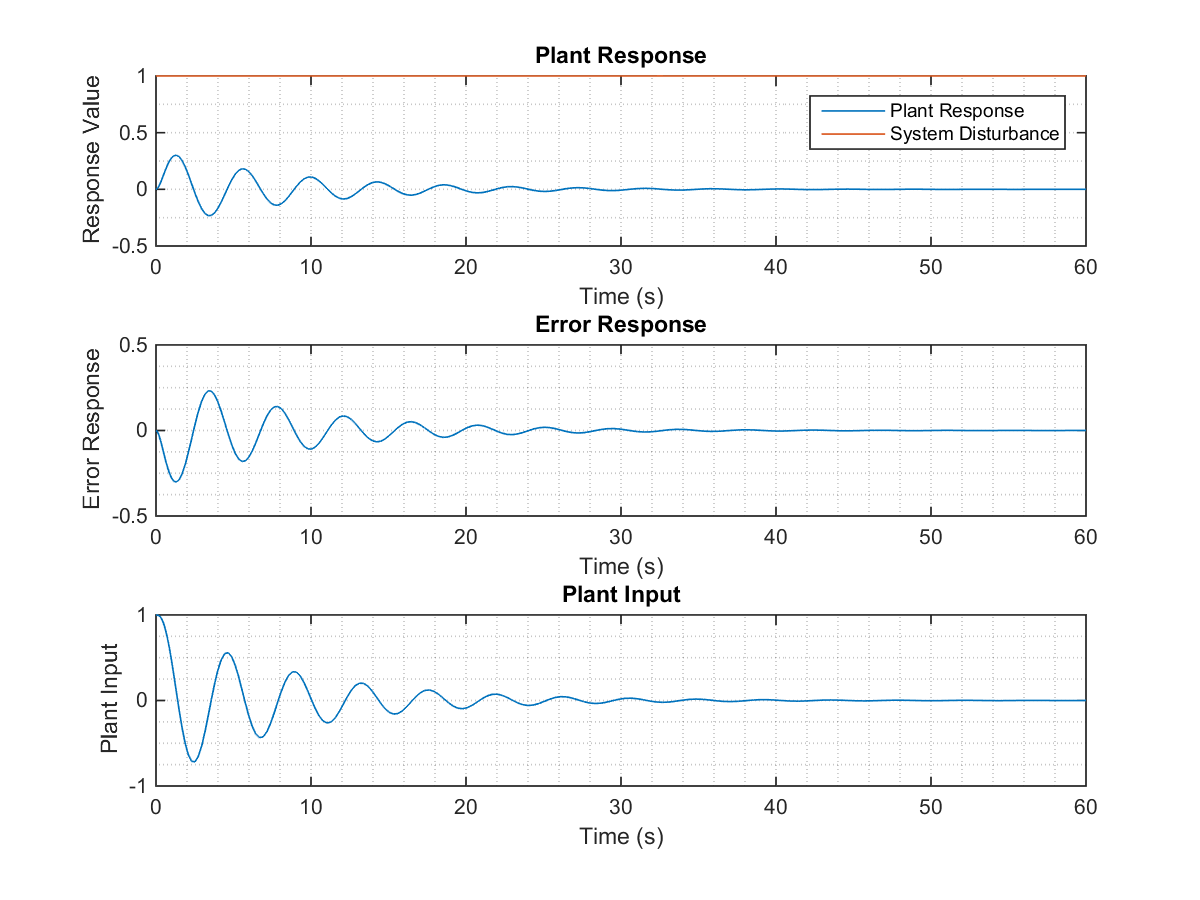 Plant Response
Response Value
1
0.5
0
-0.5
Plant Response
System Disturbance
0 10 20 30 40 50 60
Time (s)
Error Response
Error Response
0.5
0
-0.5
0 10 20 30 40 50 60
Time (s)
Plant Input
Plant Input
1
0
-1
0 10 20 30 40 50 60
Time (s)